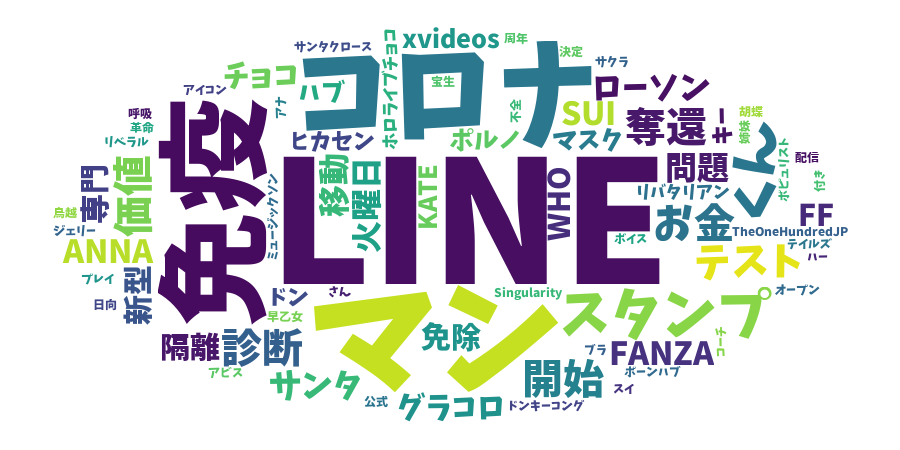 xvideos
周年
サンタクロース
決定
サクラ
チョコ
コロナ
ホロライブチョコ
宝生
アイコン
ハブ
ローソン
SUI
不全
アナ
呼吸
革命
リベラル
免疫
ヒカセン
ポルノ
マスク
奪還
キー
胡蝶
姉妹
くん
LINE
移動
火曜日
KATE
WHO
問題
ポピュリスト
配信
専門
価値
リバタリアン
付き
鳥越
ジェリー
ANNA
ミュージックソン
お金
FF
TheOneHundredJP
ボイス
テイルズ
テスト
ハー
プレイ
新型
日向
ドン
さん
早乙女
Singularity
オープン
マン
スタンプ
隔離
診断
免除
コーチ
ブラ
FANZA
アビス
サンタ
開始
ボーンハブ
スイ
公式
グラコロ
ドンキーコング